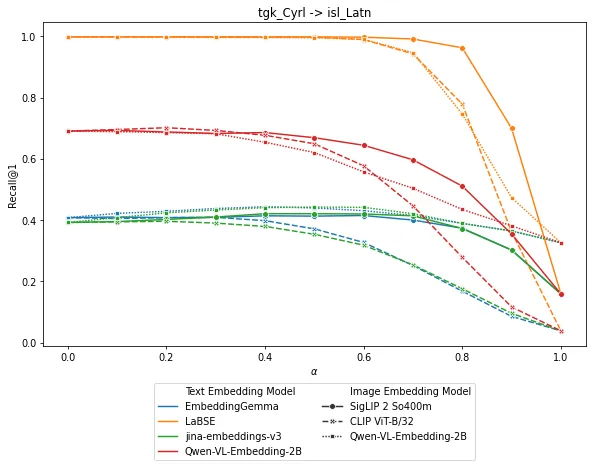 tgk_Cyrl -> isl_Latn
1.0
0.8
0.6
0.4
0.2
0.0
Recall@1
0.0 0.2 0.4 0.6 0.8 1.0
α
Text Embedding Model Image Embedding Model
EmbeddingGemma SigLIP 2 So400m
LaBSE CLIP ViT-B/32
jina-embeddings-v3 Qwen-VL-Embedding-2B
Qwen-VL-Embedding-2B